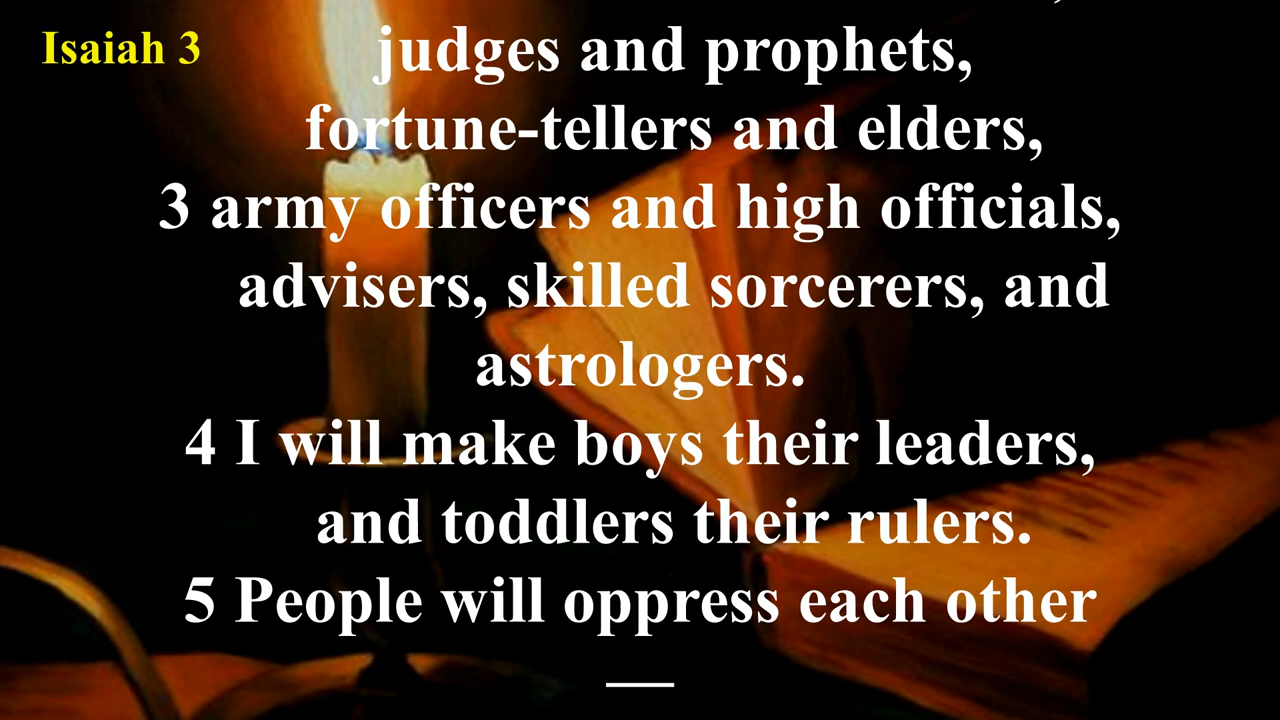 Isaiah 3
judges and prophets,
fortune-tellers and elders,
3 army officers and high officials,
advisers, skilled sorcerers, and
astrologers.
4 I will make boys their leaders,
and toddlers their rulers.
5 People will oppress each other
—